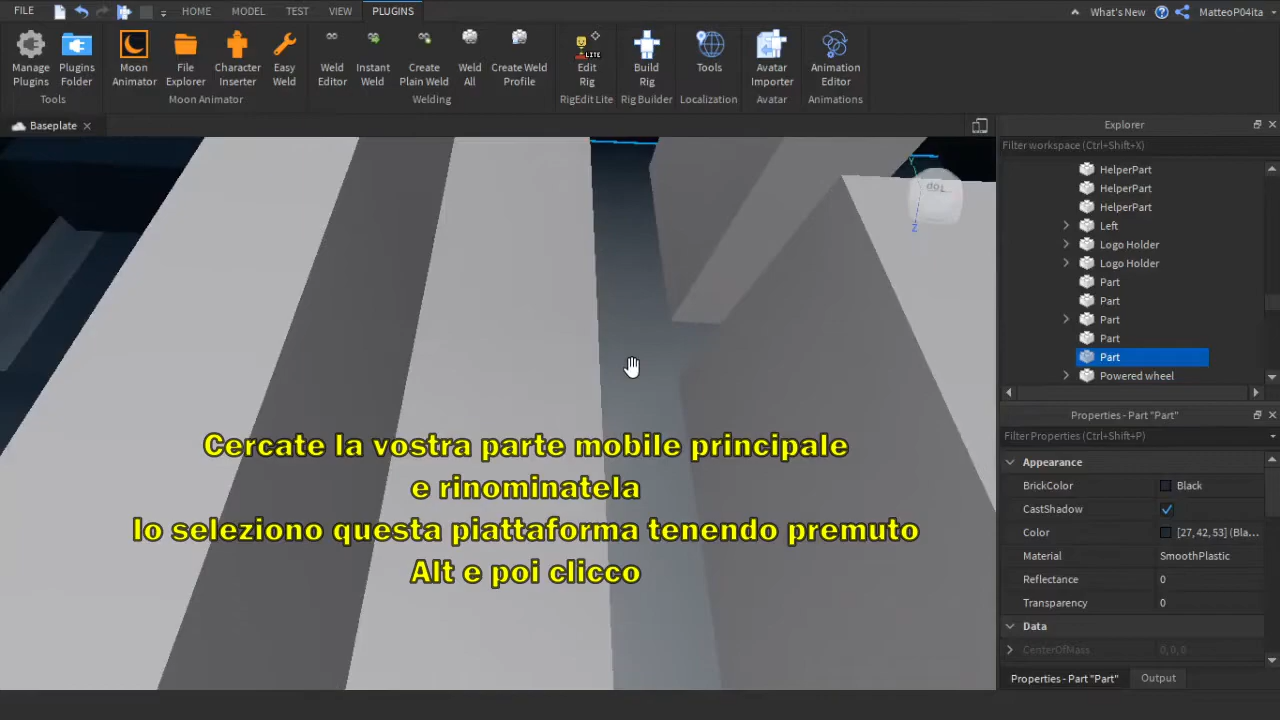 FILE HOME MODEL TEST VIEW PLUGINS What's New MatteoP04ita
Manage Plugins
Plugins Folder
Tools
Moon Animator
File Explorer
Character Inserter
Easy Weld
Moon Animator
Weld Editor
Instant Weld
Create Plain Weld
Weld All
Create Weld Profile
Welding
LITE
Edit Rig
RigEdit Lite
Build Rig
Rig Builder
Tools
Localization
Avatar Importer
Avatar
Animation Editor
Animations
Baseplate
Top
Y
Z
Cercate la vostra parte mobile principale
e rinominatela
Io seleziono questa piattaforma tenendo premuto
Alt e poi clicco
Explorer
Filter workspace (Ctrl+Shift+X)
HelperPart
HelperPart
HelperPart
Left
Logo Holder
Logo Holder
Part
Part
Part
Part
Part
Powered wheel
Properties - Part "Part"
Filter Properties (Ctrl+Shift+P)
Appearance
BrickColor Black
CastShadow
Color [27,42,53] (Bla...
Material SmoothPlastic
Reflectance 0
Transparency 0
Data
CenterOfMass 0, 0, 0
Properties - Part "Part" Output